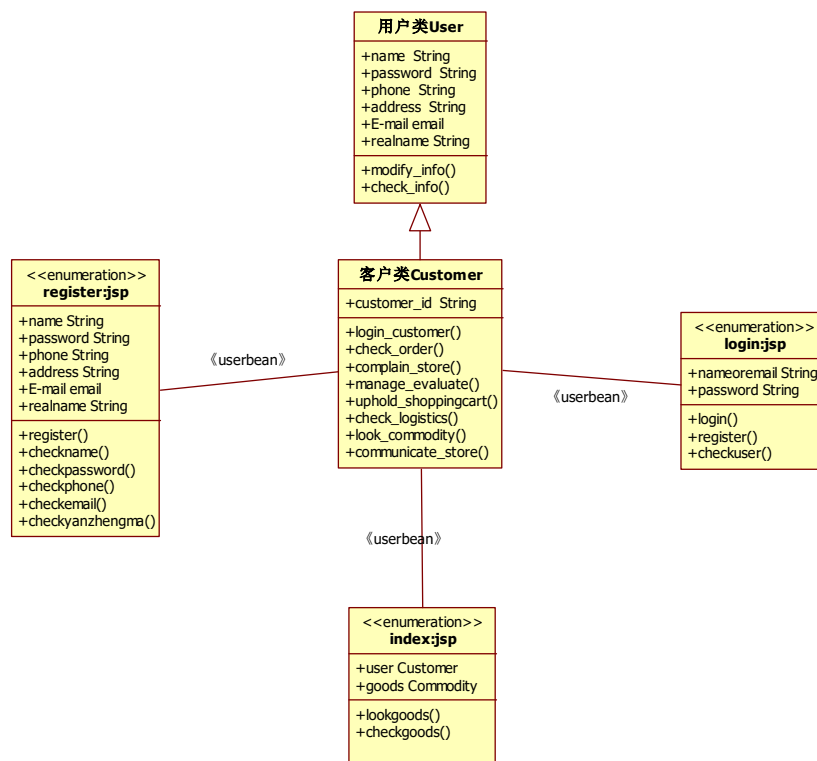 用户类User
+name  String
+password  String
+phone  String
+address  String
+E-mail email
+realname String
+modify_info()
+check_info()
<<enumeration>>
register:jsp
+name String
+password String
+phone String
+address String
+E-mail email
+realname String
+register()
+checkname()
+checkpassword()
+checkphone()
+checkemail()
+checkyanzhengma()
《userbean》
客户类Customer
+customer_id  String
+login_customer()
+check_order()
+complain_store()
+manage_evaluate()
+uphold_shoppingcart()
+check_logistics()
+look_commodity()
+communicate_store()
《userbean》
<<enumeration>>
login:jsp
+nameoremail String
+password String
+login()
+register()
+checkuser()
《userbean》
<<enumeration>>
index:jsp
+user Customer
+goods Commodity
+lookgoods()
+checkgoods()